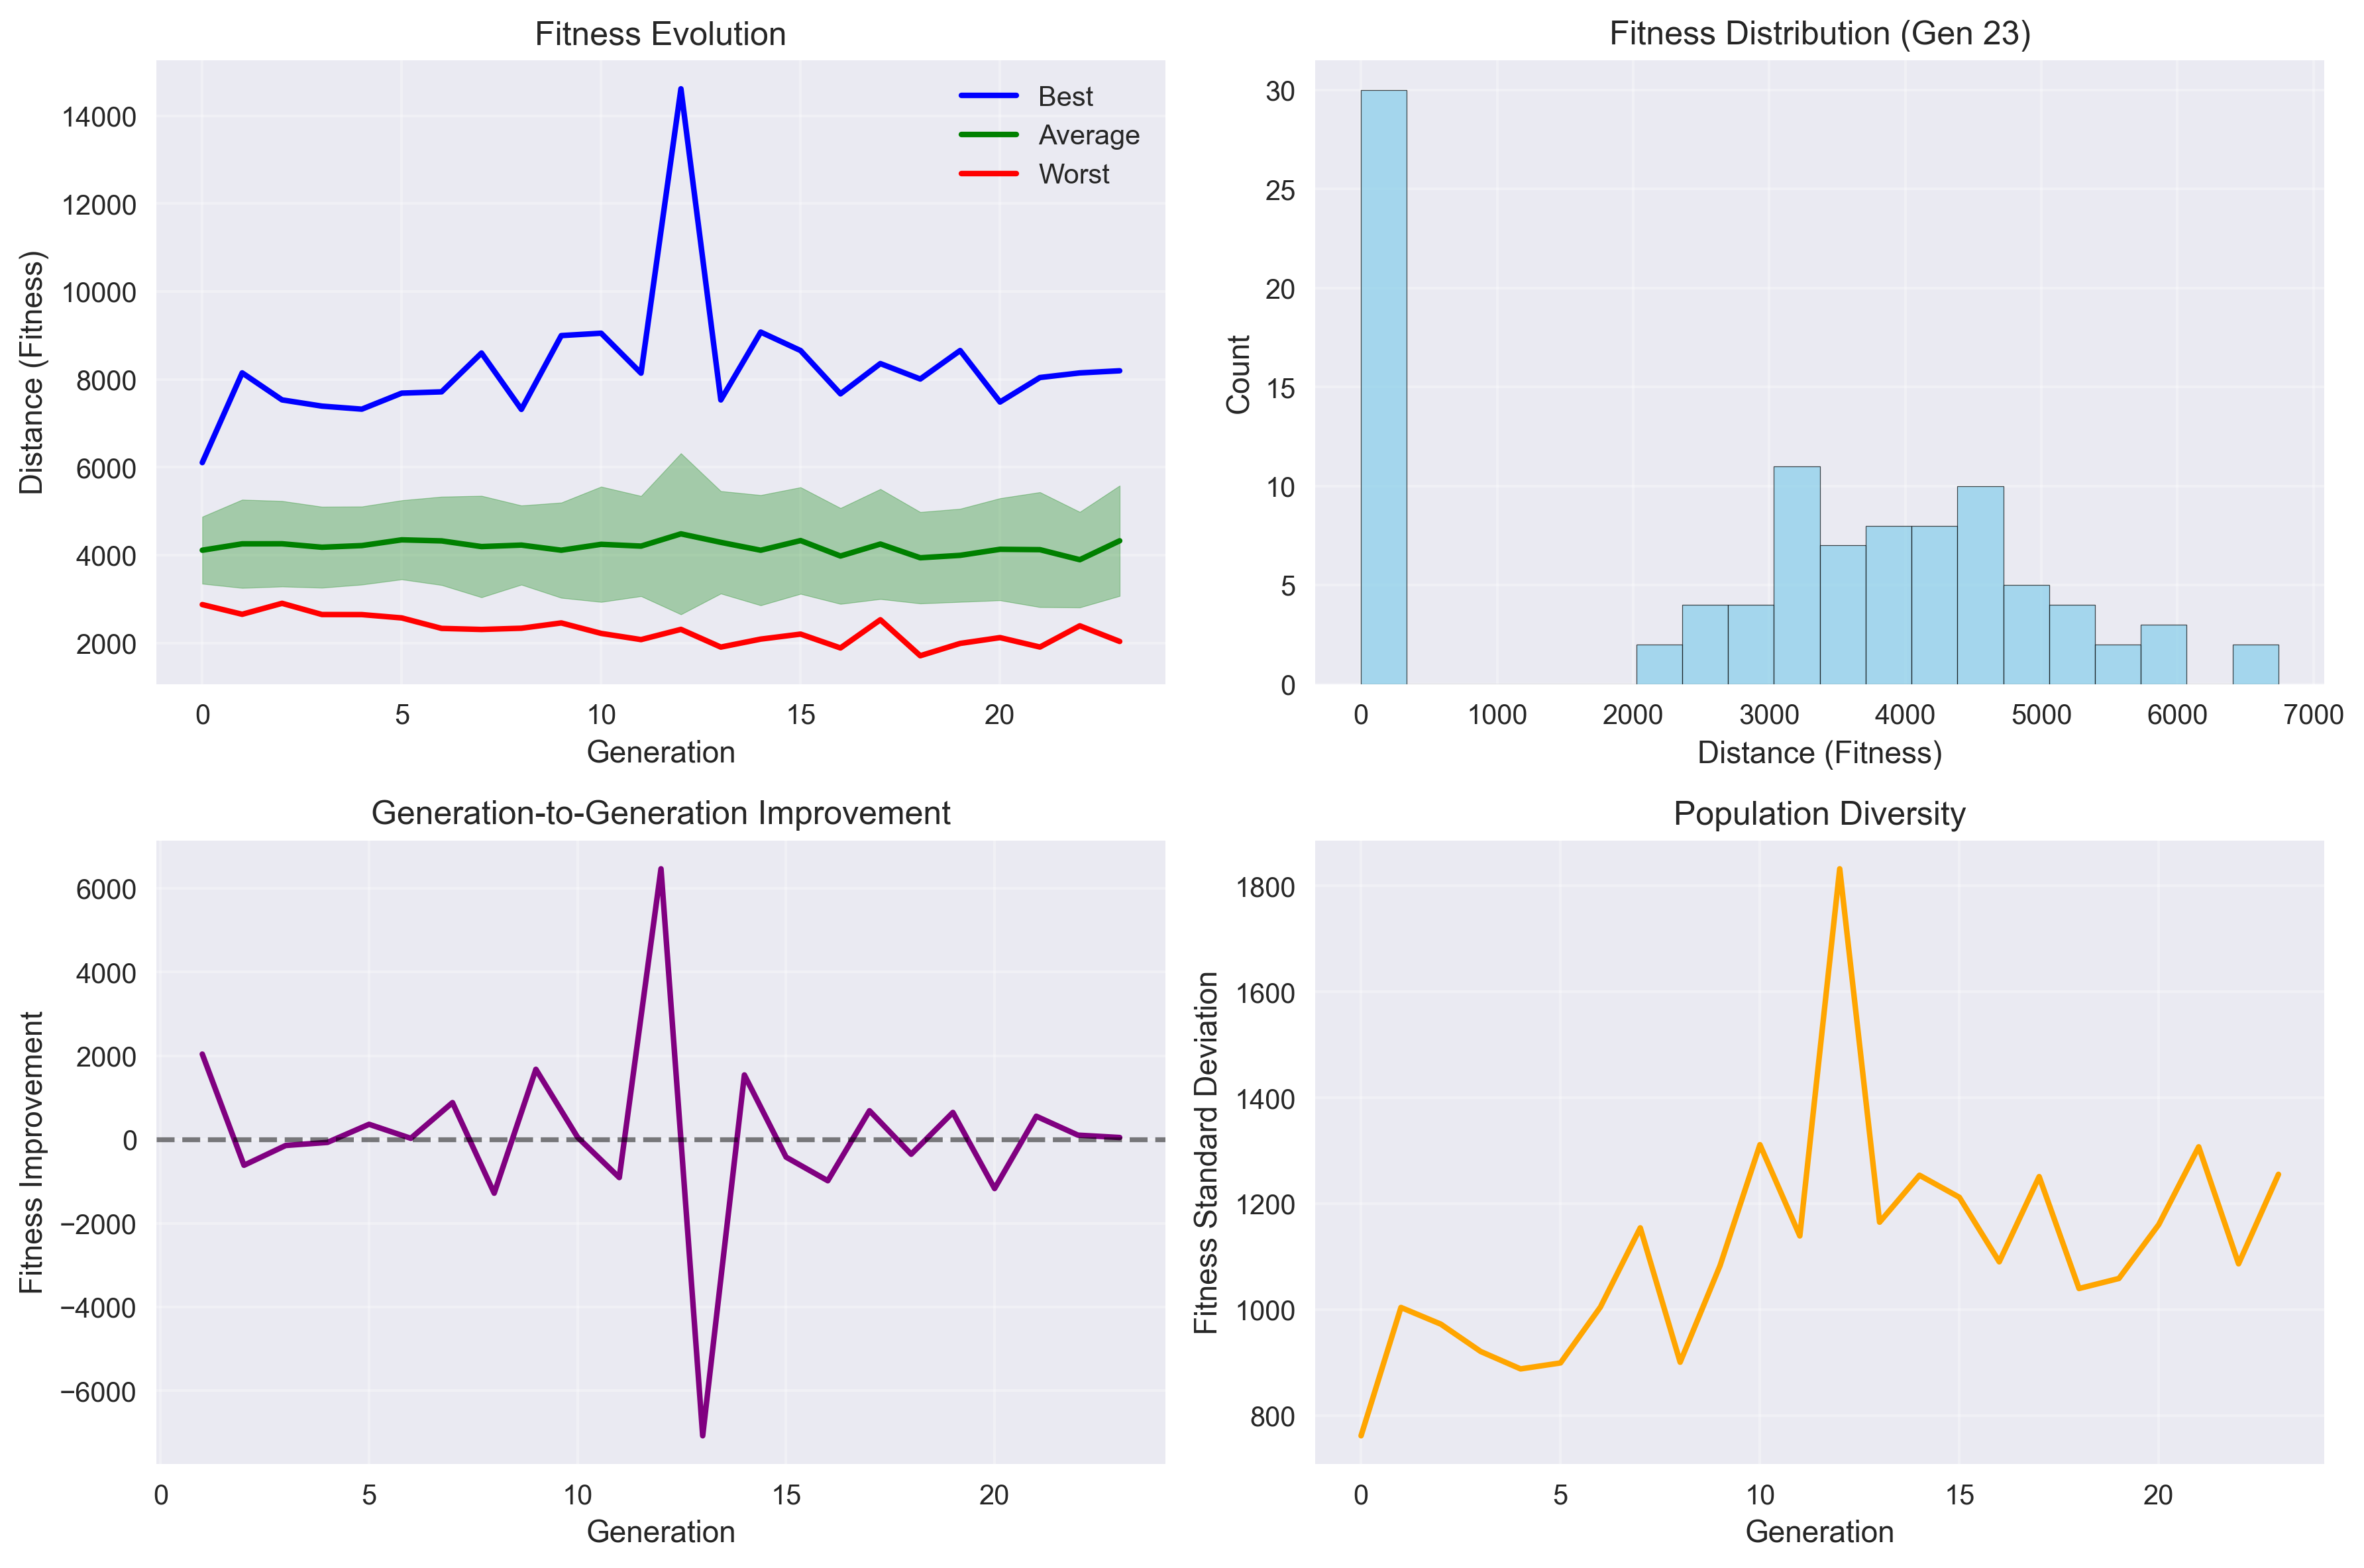 Fitness Evolution
Distance (Fitness)
14000
12000
10000
8000
6000
4000
2000
Best
Average
Worst
0 5 10 15 20
Generation
Fitness Distribution (Gen 23)
Count
30
25
20
15
10
5
0
0 1000 2000 3000 4000 5000 6000 7000
Distance (Fitness)
Generation-to-Generation Improvement
Fitness Improvement
6000
4000
2000
0
−2000
−4000
−6000
0 5 10 15 20
Generation
Population Diversity
Fitness Standard Deviation
1800
1600
1400
1200
1000
800
0 5 10 15 20
Generation